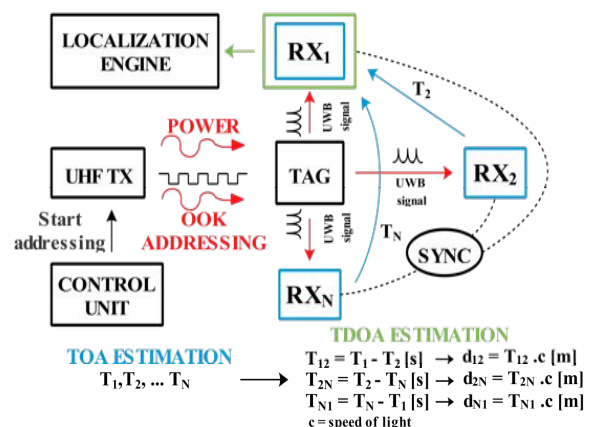 LOCALIZATION
ENGINE
RX1
T2
POWER
UWB
signal
UHF TX
TAG
UWB
signal
RX2
Start
addressing
OOK
ADDRESSING
UWB
signal
TN
SYNC
CONTROL
UNIT
RXN
TDOA ESTIMATION
TOA ESTIMATION
T12 = T1 - T2 [s] → d12 = T12 .c [m]
T1,T2, ... TN → T2N = T2 - TN [s] → d2N = T2N .c [m]
TN1 = TN - T1 [s] → dN1 = TN1 .c [m]
c = speed of light